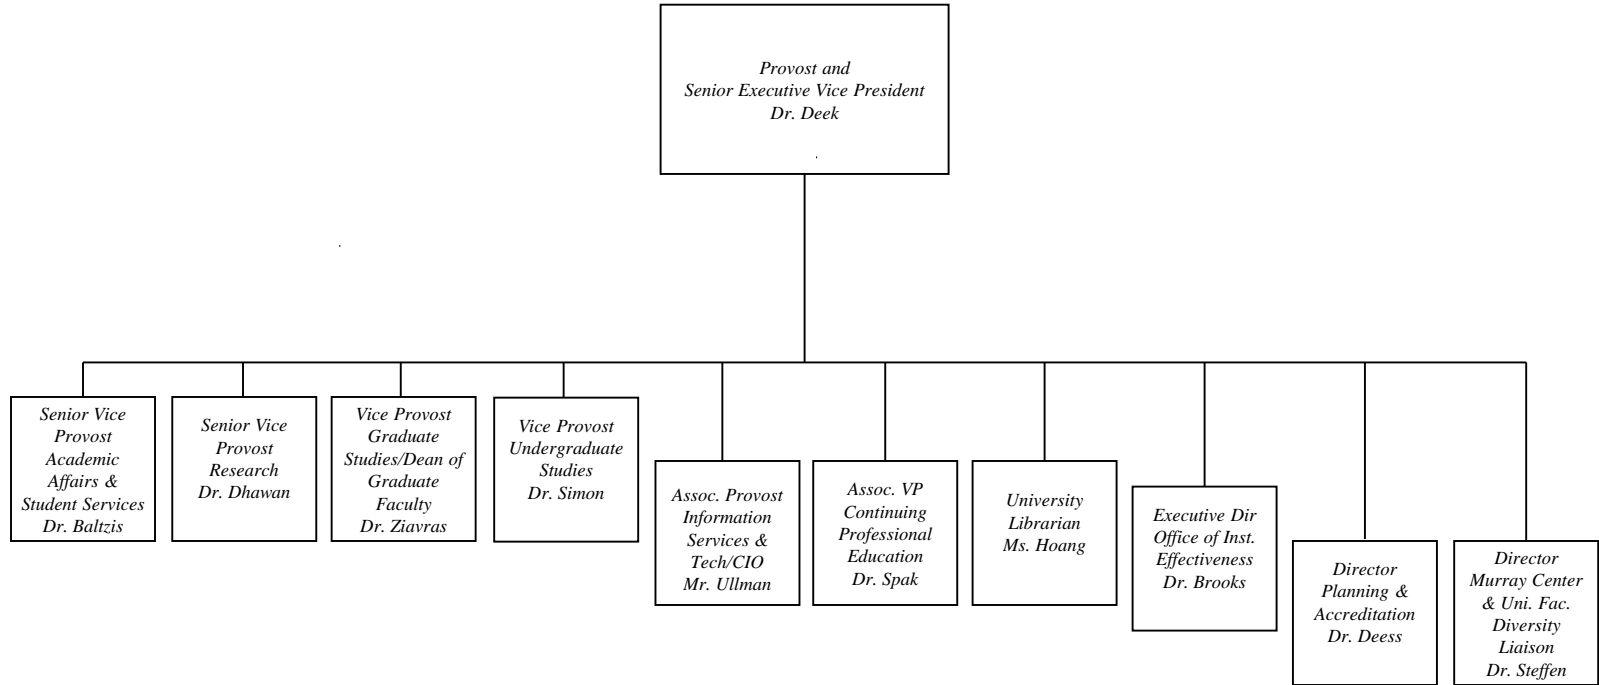 Provost and
Senior Executive Vice President
Dr. Deek
Senior Vice
Provost
Academic
Affairs &
Student Services
Dr. Baltzis
Senior Vice
Provost
Research
Dr. Dhawan
Vice Provost
Graduate
Studies/Dean of
Graduate
Faculty
Dr. Ziavras
Vice Provost
Undergraduate
Studies
Dr. Simon
Assoc. Provost
Information
Services &
Tech/CIO
Mr. Ullman
Assoc. VP
Continuing
Professional
Education
Dr. Spak
University
Librarian
Ms. Hoang
Executive Dir
Office of Inst.
Effectiveness
Dr. Brooks
Director
Planning &
Accreditation
Dr. Deess
Director
Murray Center
& Uni. Fac.
Diversity
Liaison
Dr. Steffen